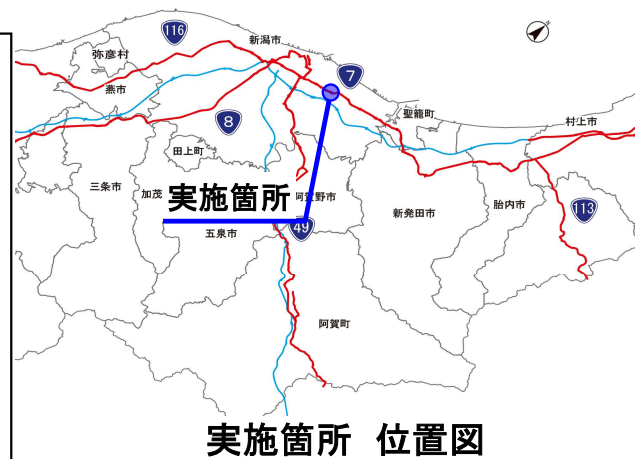 116
新潟市
弥彦村
7
燕市
聖籠町
8
村上市
田上町
三条市
加茂
実施箇所
阿賀野市
新発田市
胎内市
113
五泉市
49
阿賀町
実施箇所 位置図